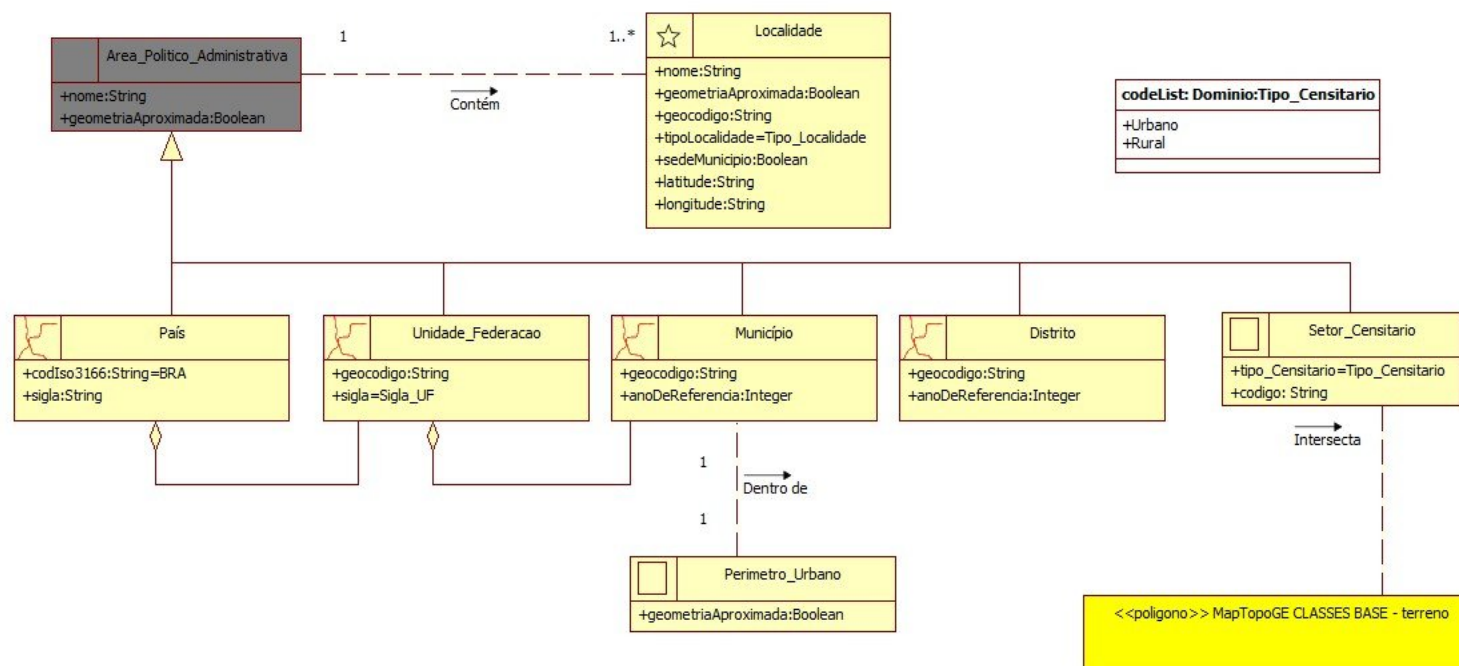 Area_Politico_Administrativa
+nome:String
+geometriaAproximada:Boolean
1
1..*
Contém
Localidade
+nome:String
+geometriaAproximada:Boolean
+geocodigo:String
+tipoLocalidade=Tipo_Localidade
+sedeMunicipio:Boolean
+latitude:String
+longitude:String
codeList: Dominio:Tipo_Censitario
+Urbano
+Rural
País
+codIso3166:String=BRA
+sigla:String
Unidade_Federacao
+geocodigo:String
+sigla=Sigla_UF
Município
+geocodigo:String
+anoDeReferencia:Integer
Distrito
+geocodigo:String
+anoDeReferencia:Integer
Setor_Censitario
+tipo_Censitario=Tipo_Censitario
+codigo: String
Intersecta
1
Dentro de
1
Perimetro_Urbano
+geometriaAproximada:Boolean
<<poligono>> MapTopoGE CLASSES BASE - terreno